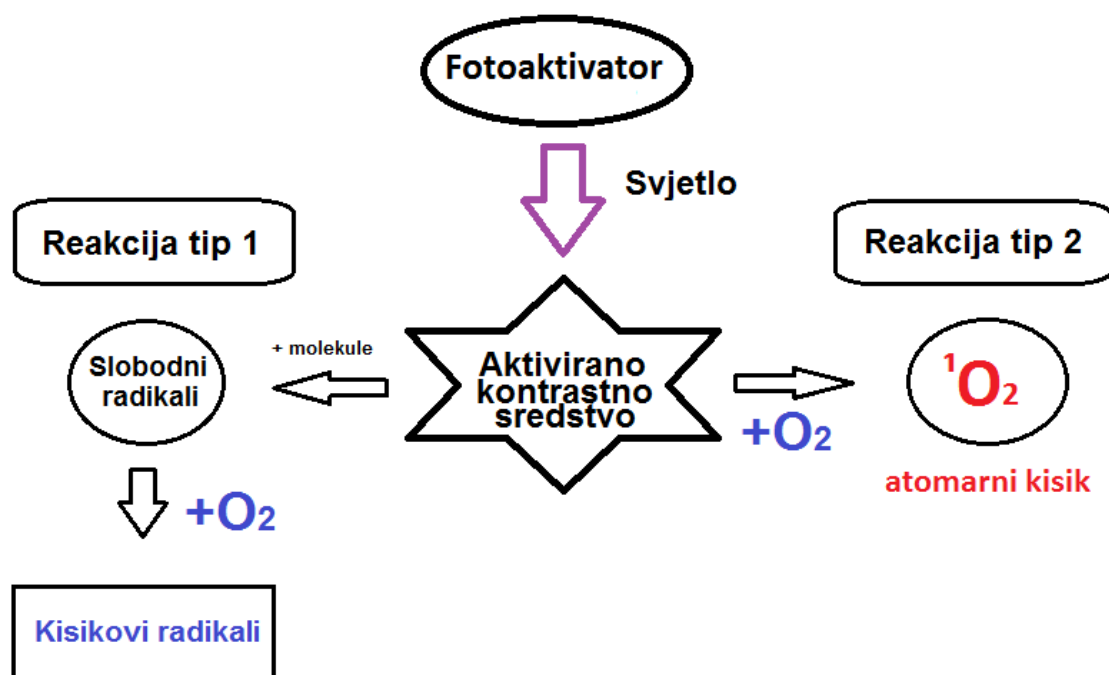 Fotoaktivator
Svjetlo
Reakcija tip 1
Reakcija tip 2
+ molekule
Slobodni
radikali
Aktivirano
kontrastno
sredstvo
+O₂
¹O₂
atomarni kisik
+O₂
Kisikovi radikali